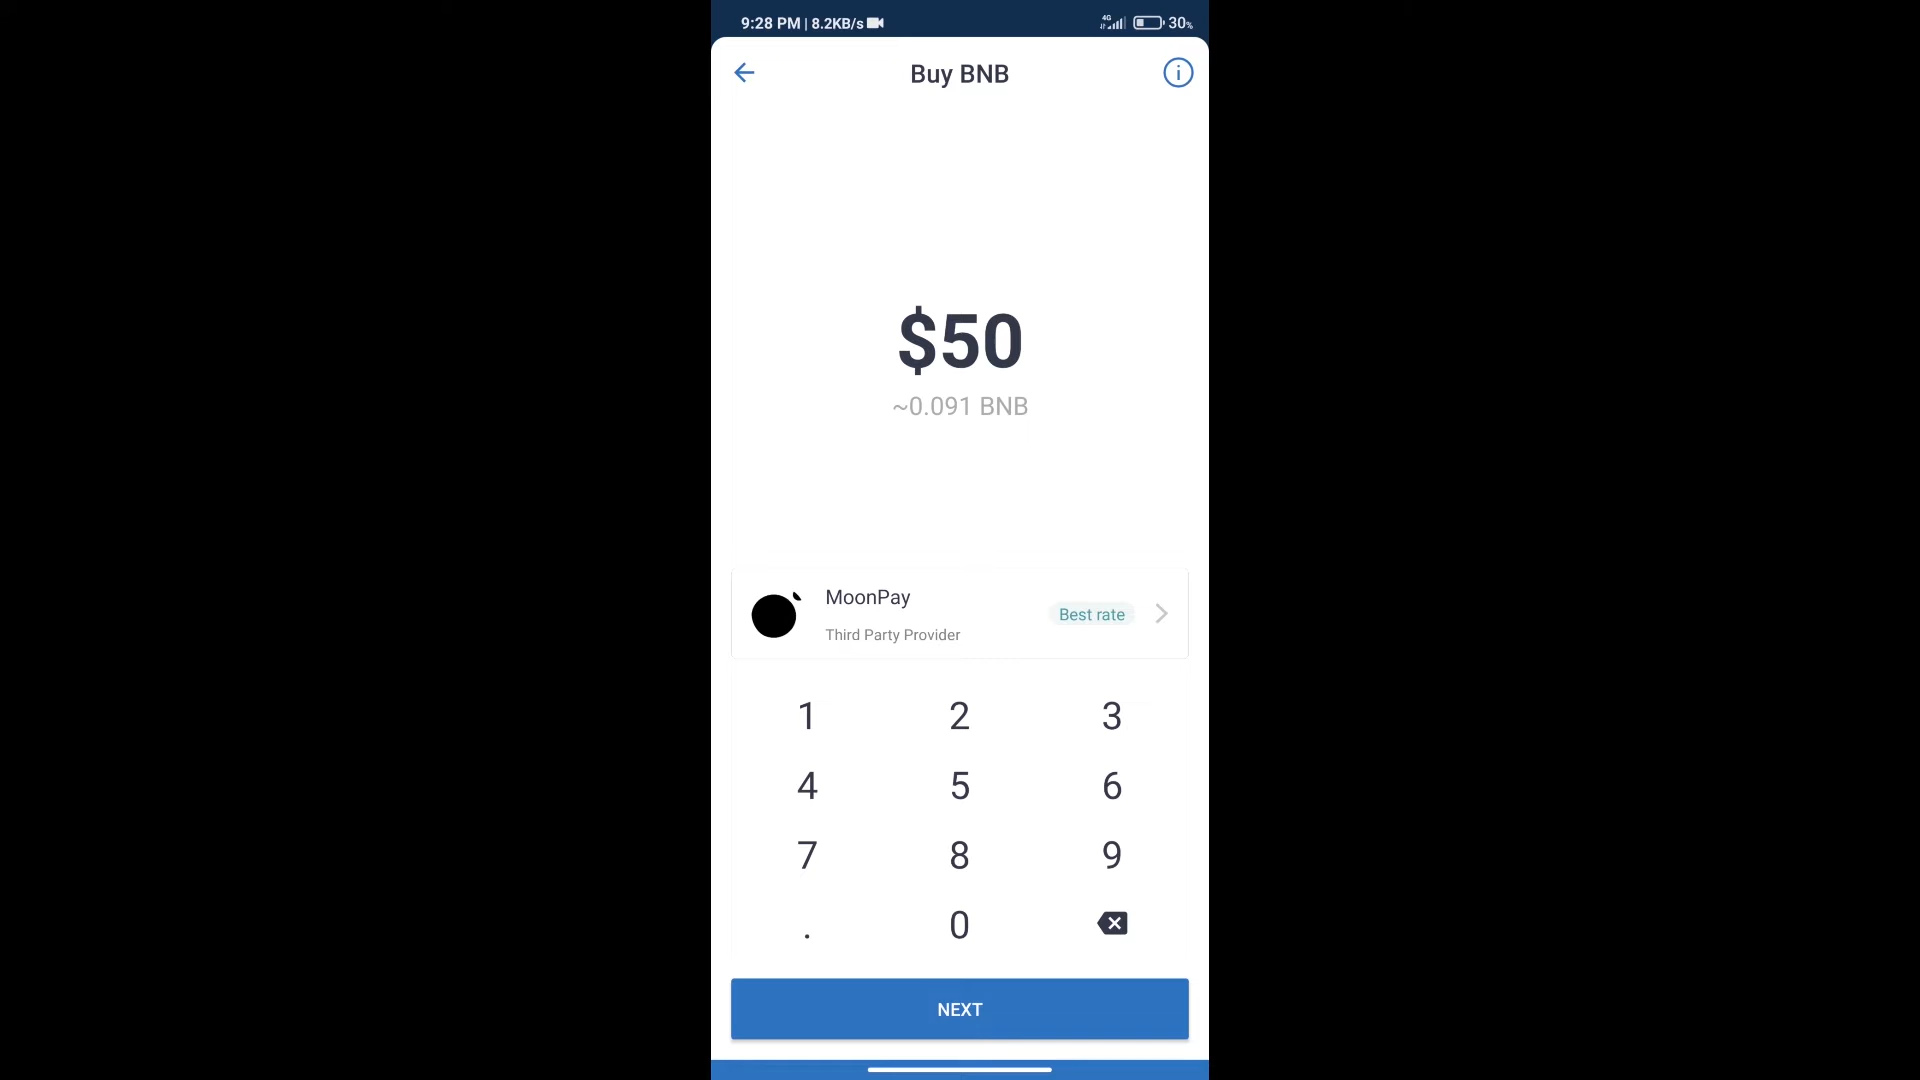 9:28 PM | 8.2KB/s
4G
30%
Buy BNB
$50
~0.091 BNB
MoonPay
Best rate
Third Party Provider
1 2 3
4 5 6
7 8 9
. 0
NEXT